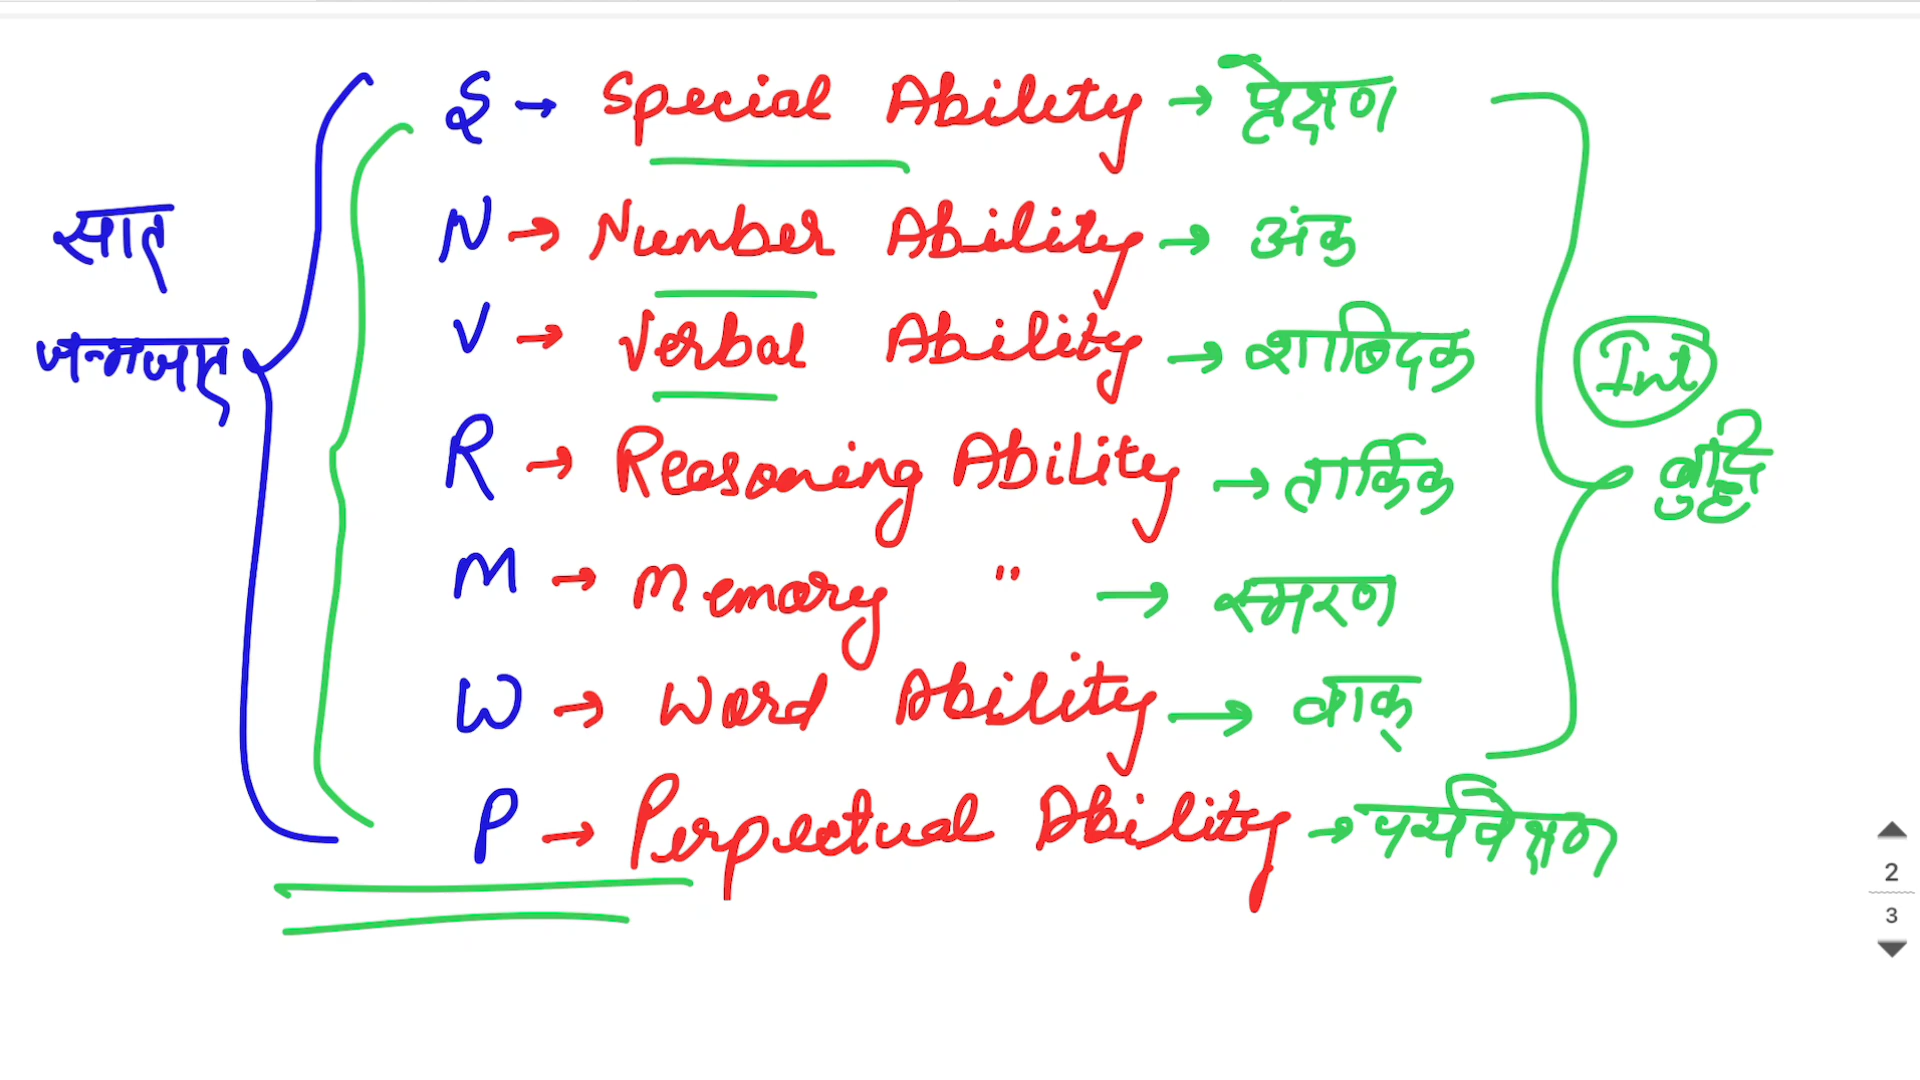 S → Special Ability → प्रेक्षण
N → Number Ability → अंक
V → Verbal Ability → शाब्दिक
R → Reasoning Ability → तार्किक
M → Memory " → स्मरण
W → Word Ability → वाक्
P → Perpectual Ability → पर्यवेक्षण
सात्
जन्मजात्
Int
बुद्धि
2
3